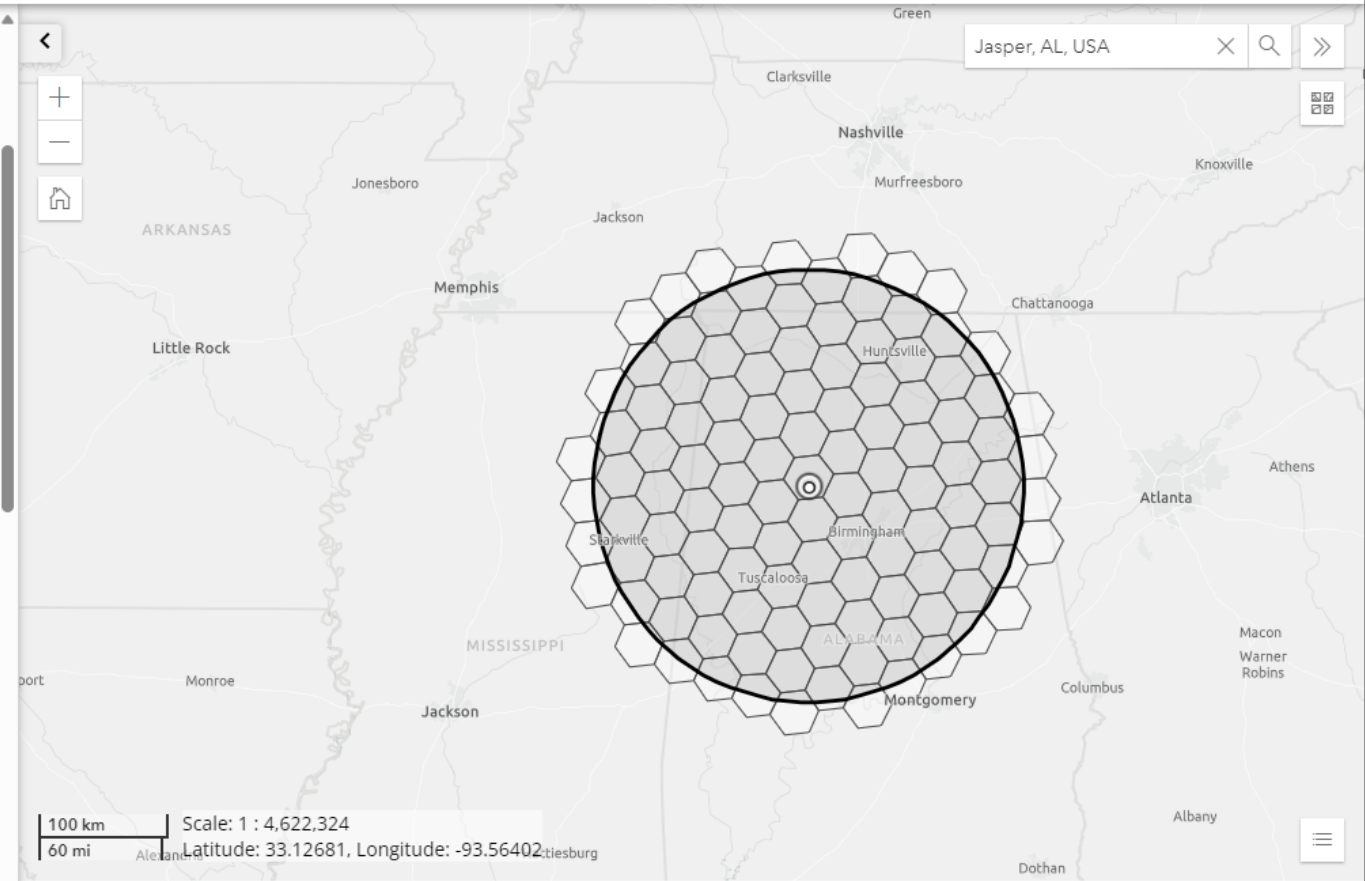 Green
Jasper, AL, USA
Clarksville
Nashville
Knoxville
Jonesboro
Murfreesboro
Jackson
ARKANSAS
Memphis
Chattanooga
Little Rock
Huntsville
Athens
Atlanta
Birmingham
Starkville
Tuscaloosa
Macon
ALABAMA
MISSISSIPPI
Warner
Robins
port
Monroe
Columbus
Montgomery
Jackson
Albany
100 km
Scale: 1 : 4,622,324
60 mi
Latitude: 33.12681, Longitude: -93.56402
Dothan